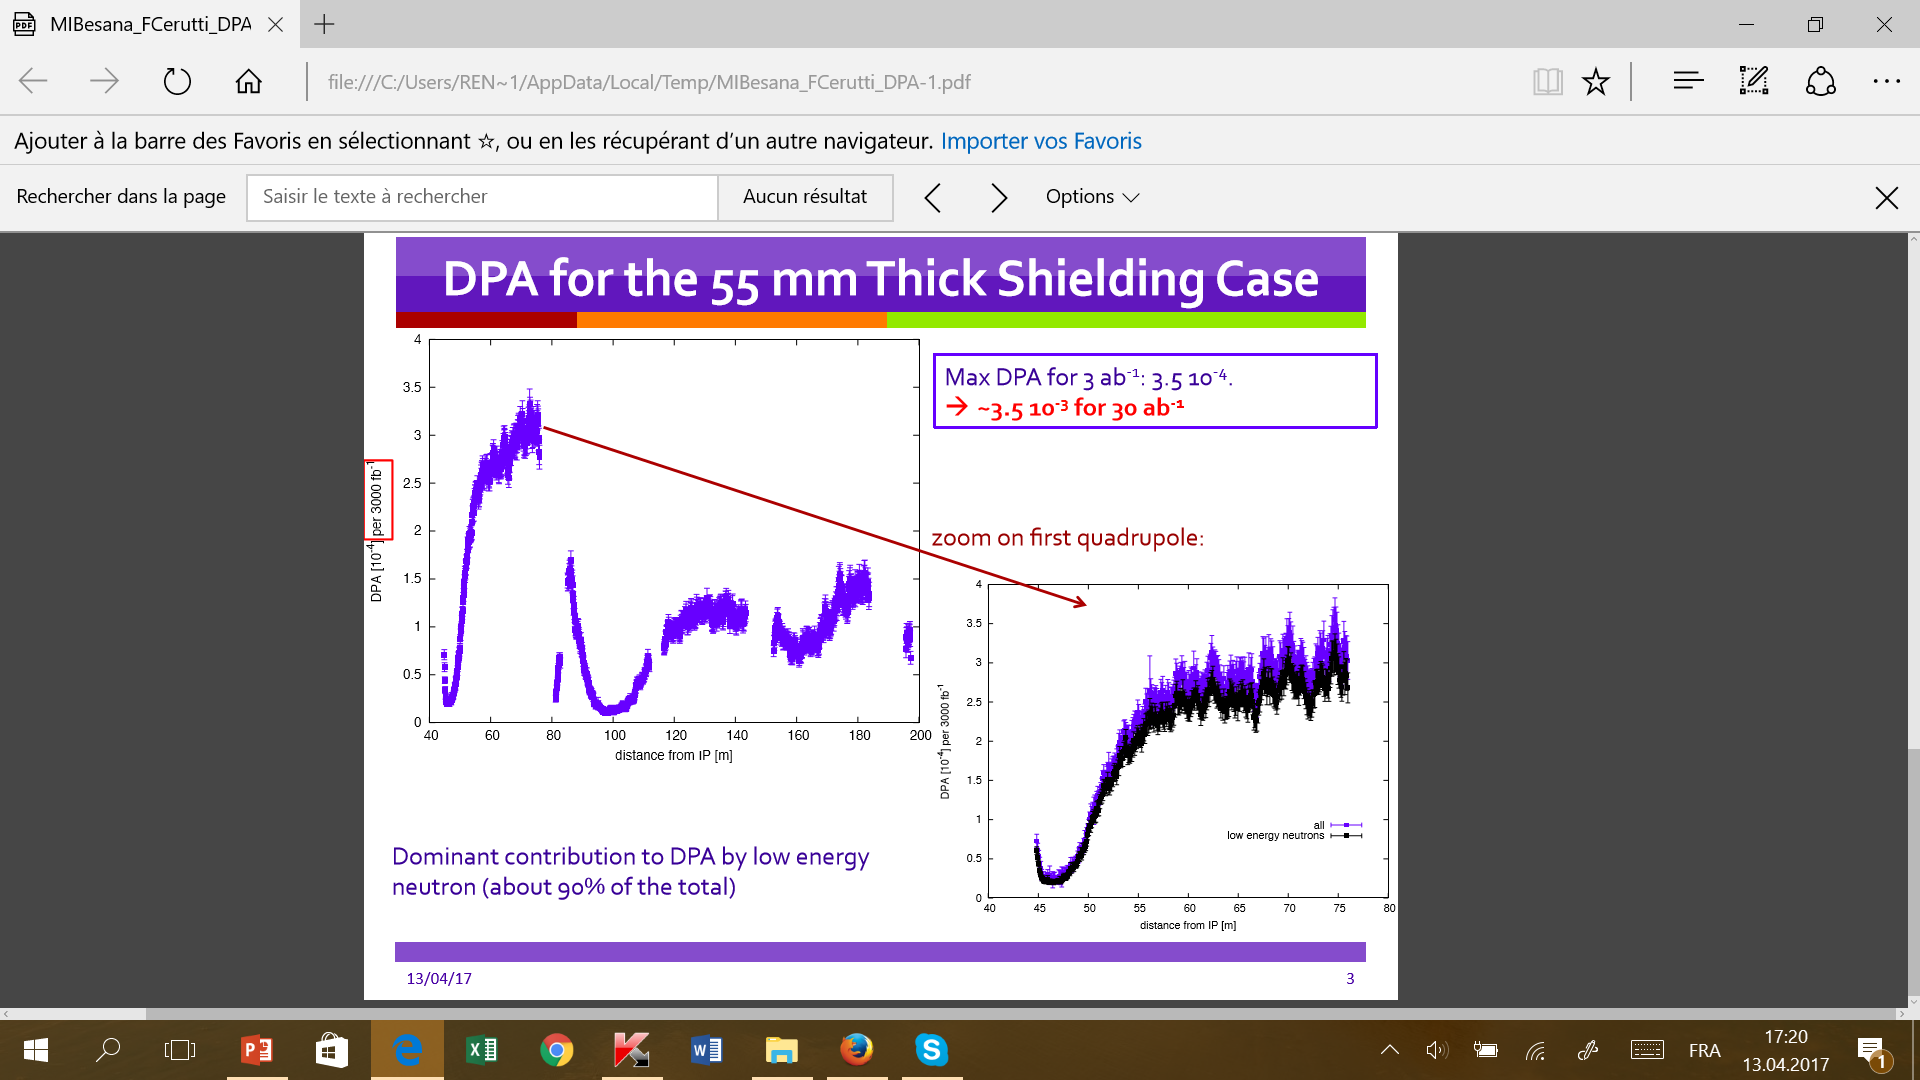 MIBesana_FCerutti_DPA
file:///C:/Users/REN~1/AppData/Local/Temp/MIBesana_FCerutti_DPA-1.pdf
Ajouter à la barre des Favoris en sélectionnant ☆, ou en les récupérant d’un autre navigateur. Importer vos Favoris
Rechercher dans la page Saisir le texte à rechercher Aucun résultat Options
DPA for the 55 mm Thick Shielding Case
Max DPA for 3 ab⁻¹: 3.5 10⁻⁴.
→ ~3.5 10⁻³ for 30 ab⁻¹
4
3.5
3
2.5
2
1.5
1
0.5
0
DPA [10⁻⁴] per 3000 fb⁻¹
40 60 80 100 120 140 160 180 200
distance from IP [m]
zoom on first quadrupole:
4
3.5
3
2.5
2
1.5
1
0.5
0
DPA [10⁻⁴] per 3000 fb⁻¹
all
low energy neutrons
40 45 50 55 60 65 70 75 80
distance from IP [m]
Dominant contribution to DPA by low energy
neutron (about 90% of the total)
13/04/17 3
FRA
17:20
13.04.2017
1